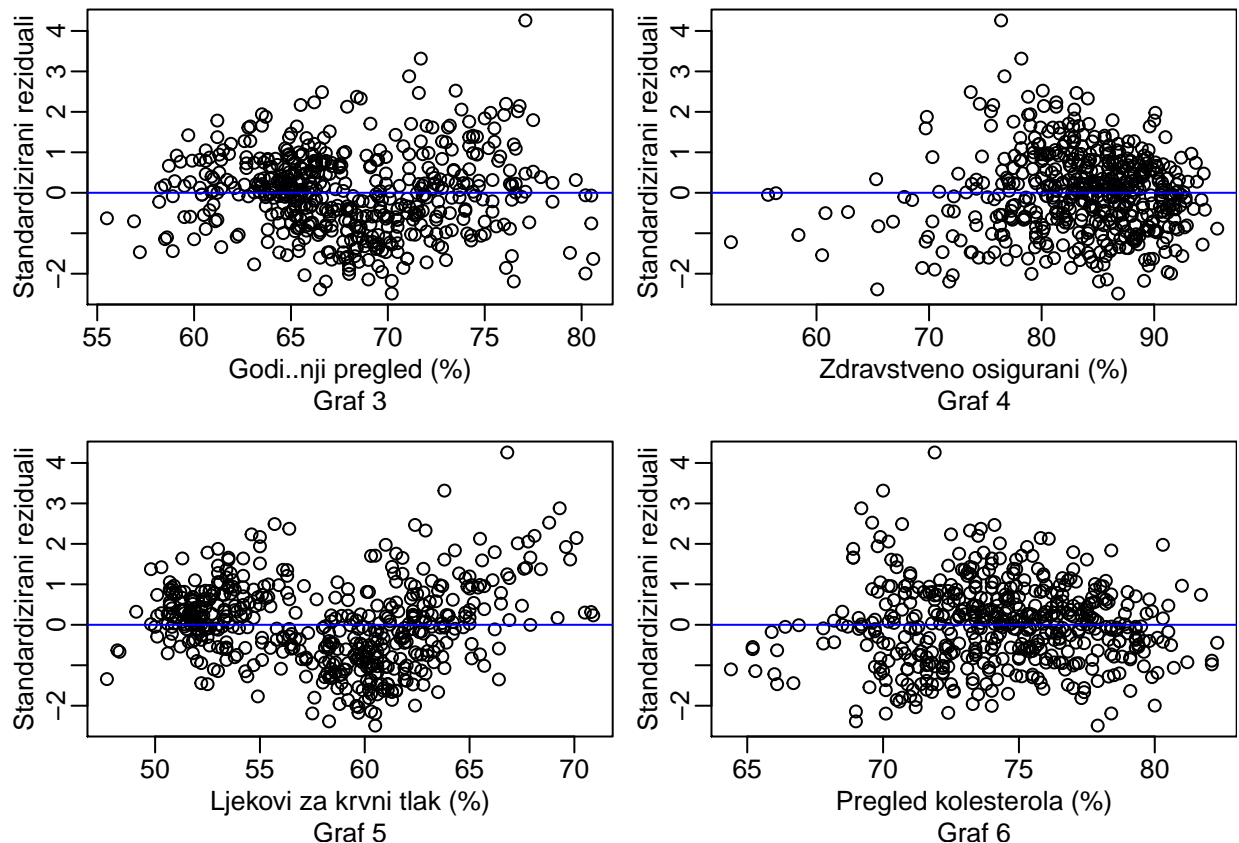 Standardizirani reziduali
4
3
2
1
0
−2
55 60 65 70 75 80
Godi..nji pregled (%)
Graf 3
Standardizirani reziduali
4
3
2
1
0
−2
60 70 80 90
Zdravstveno osigurani (%)
Graf 4
Standardizirani reziduali
4
3
2
1
0
−2
50 55 60 65 70
Ljekovi za krvni tlak (%)
Graf 5
Standardizirani reziduali
4
3
2
1
0
−2
65 70 75 80
Pregled kolesterola (%)
Graf 6